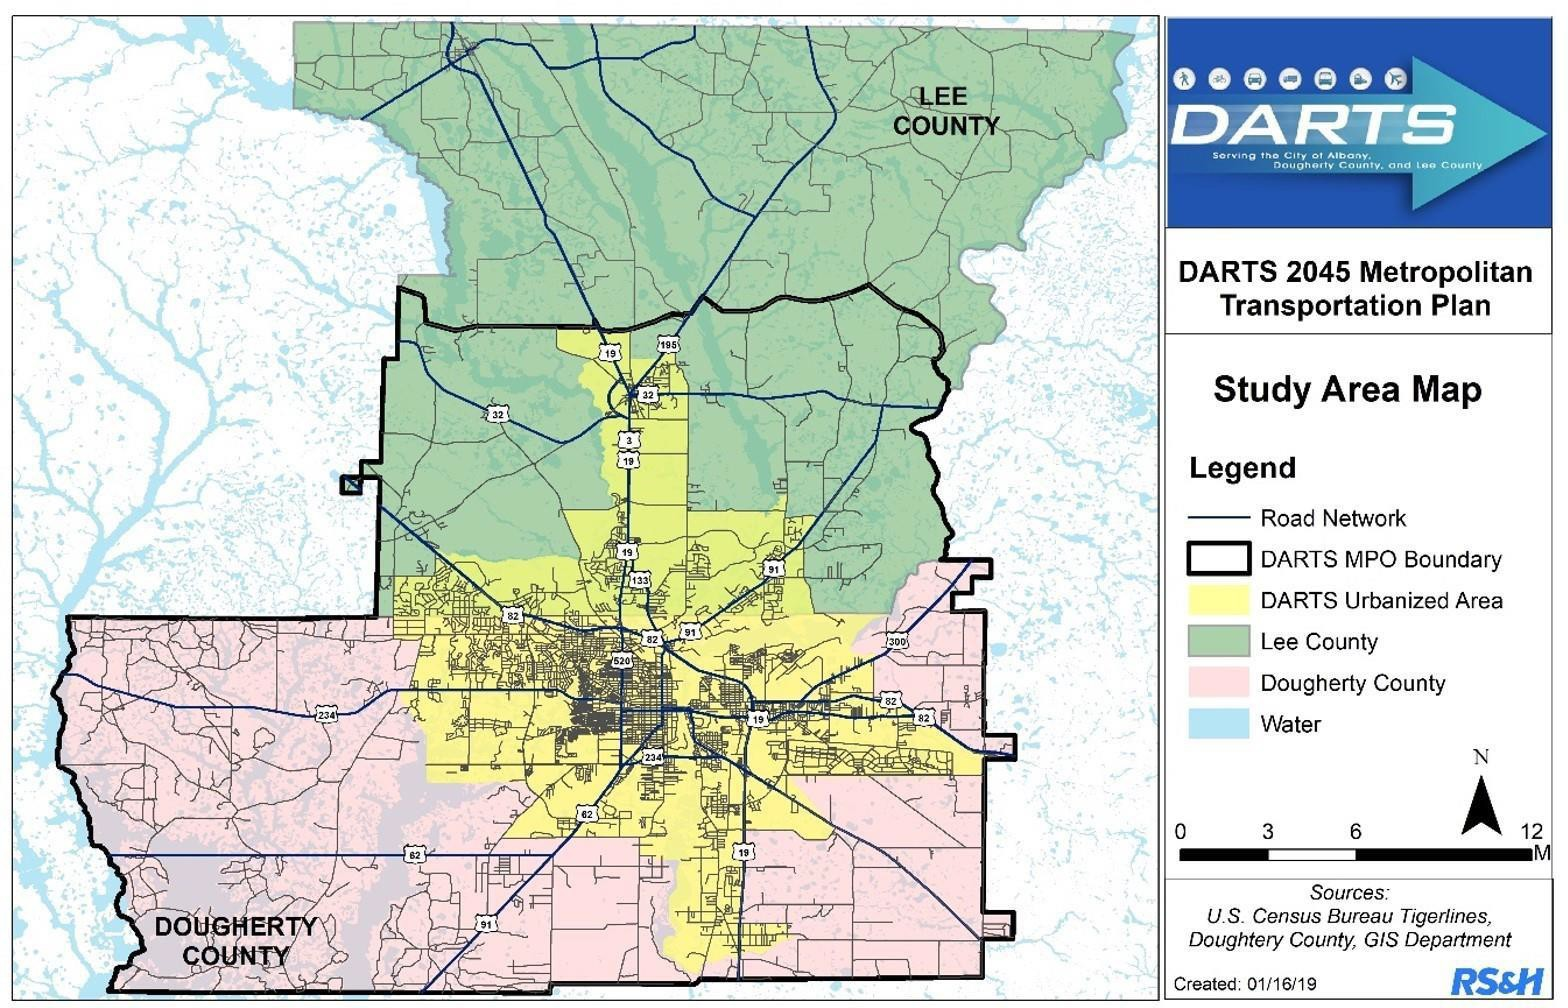 LEE
COUNTY
19
195
32
32
3
19
19
133
91
82
82
91
520
300
234
82
82
19
234
62
62
19
91
DOUGHERTY
COUNTY
DARTS
Serving the City of Albany,
Dougherty County, and Lee County
DARTS 2045 Metropolitan
Transportation Plan
Study Area Map
Legend
Road Network
DARTS MPO Boundary
DARTS Urbanized Area
Lee County
Dougherty County
Water
N
0 3 6 12
M
Sources:
U.S. Census Bureau Tigerlines,
Doughtery County, GIS Department
Created: 01/16/19
RS&H